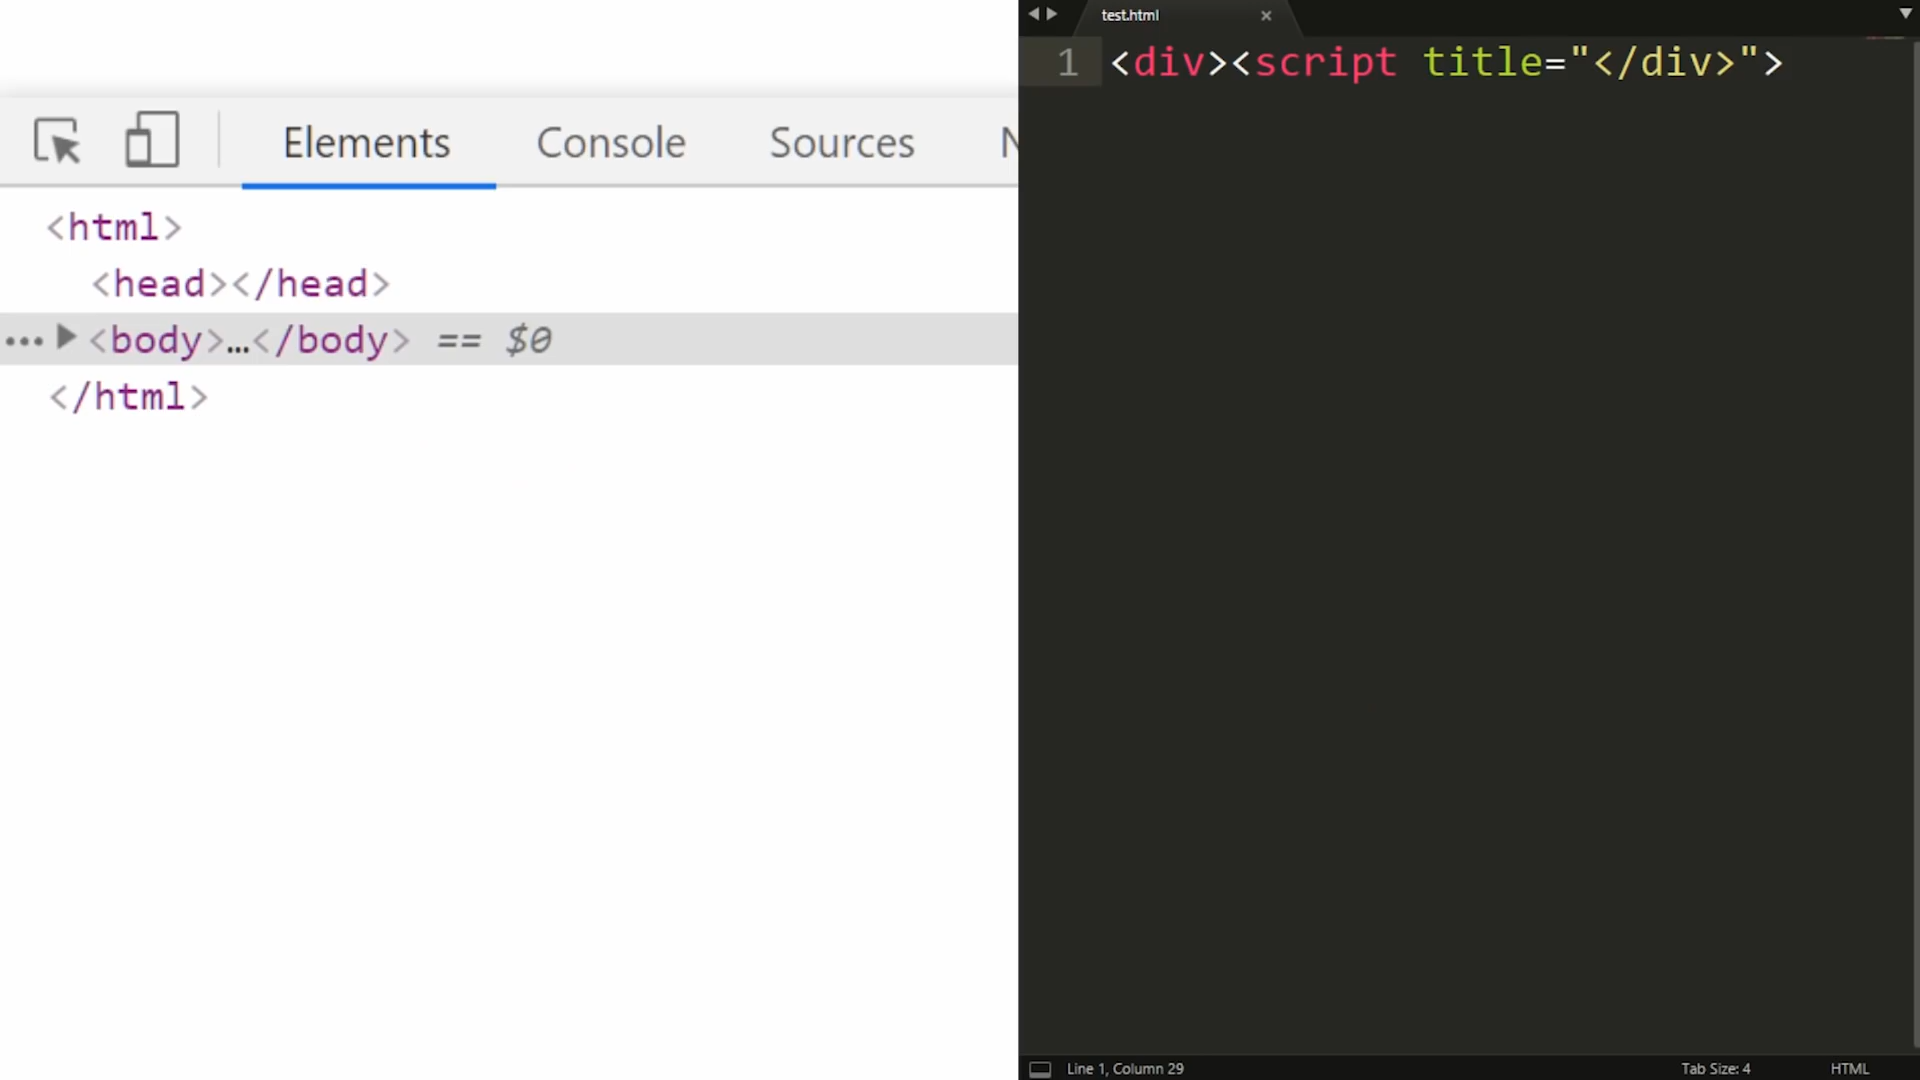 Elements Console Sources N
<html>
<head></head>
... <body>…</body> == $0
</html>
test.html
1 <div><script title="</div>">
Line 1, Column 29
Tab Size: 4
HTML